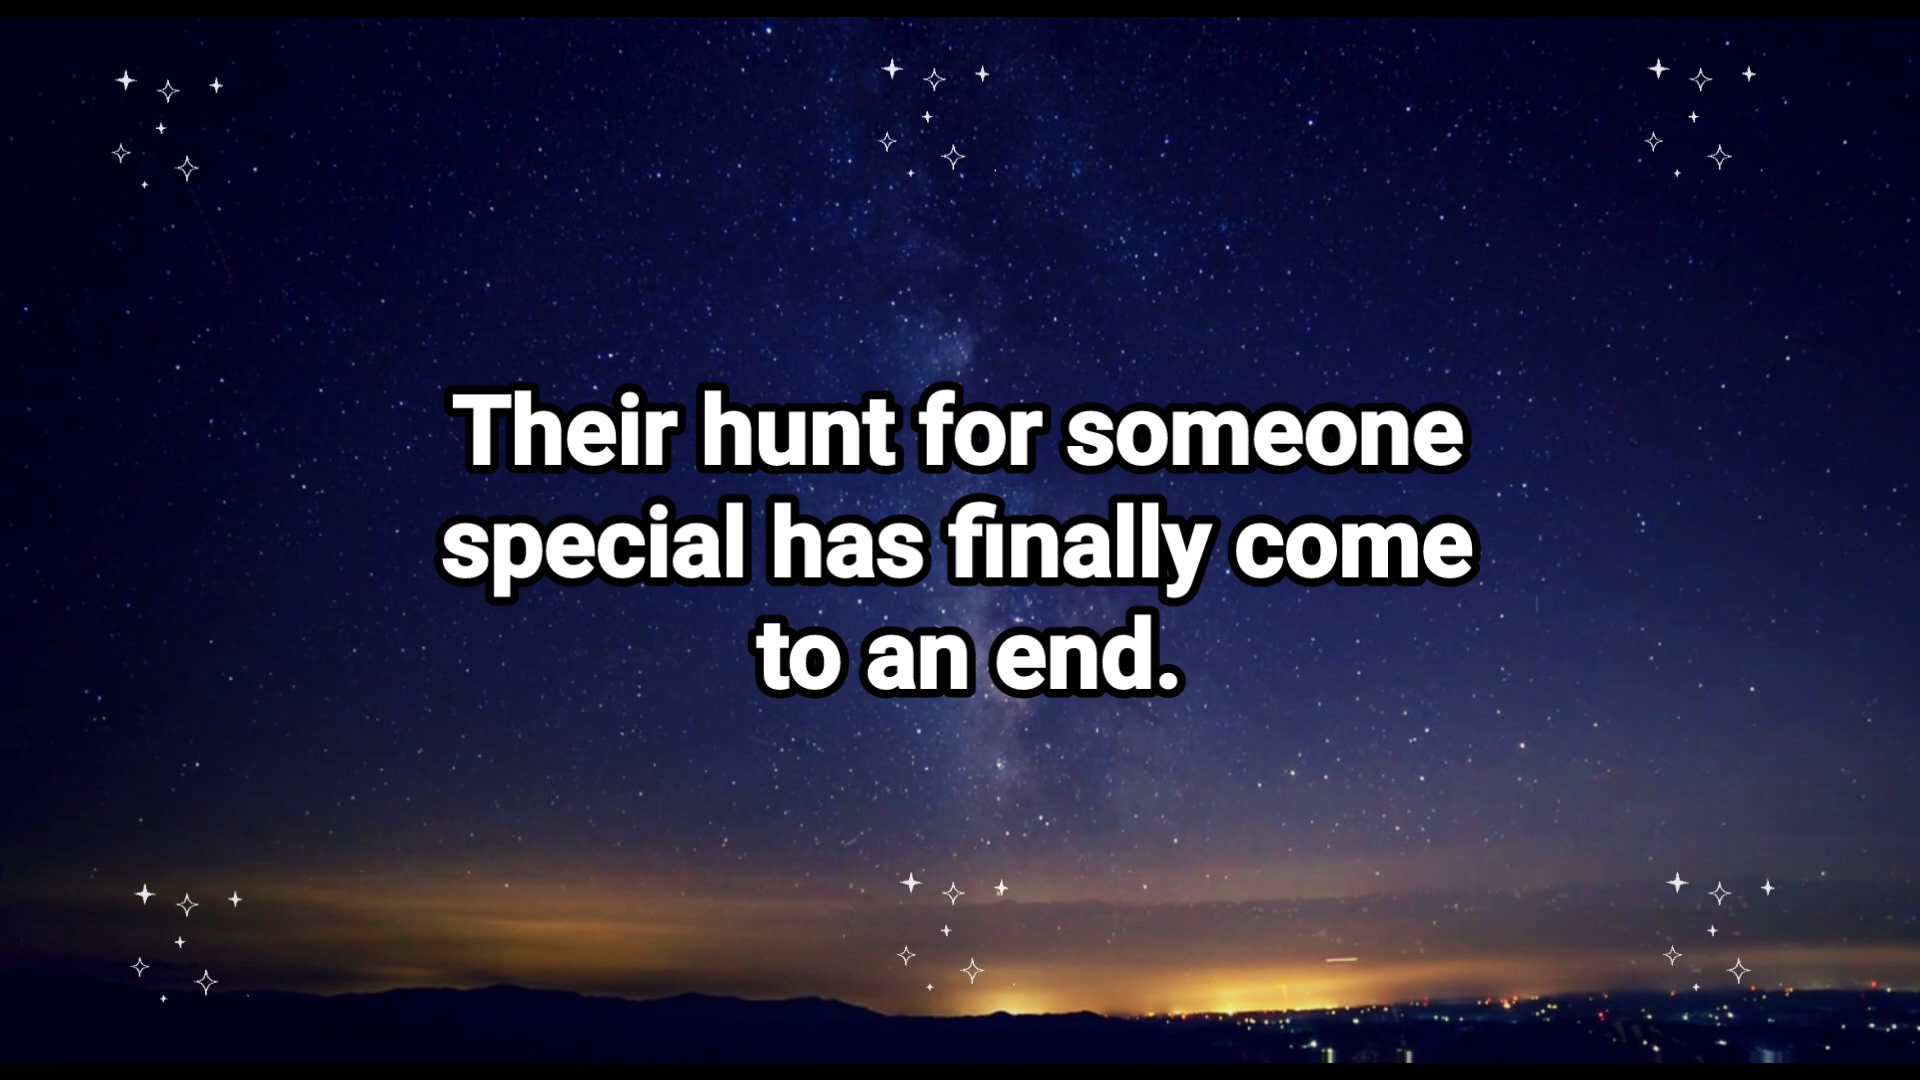 Their hunt for someone
special has finally come
to an end.